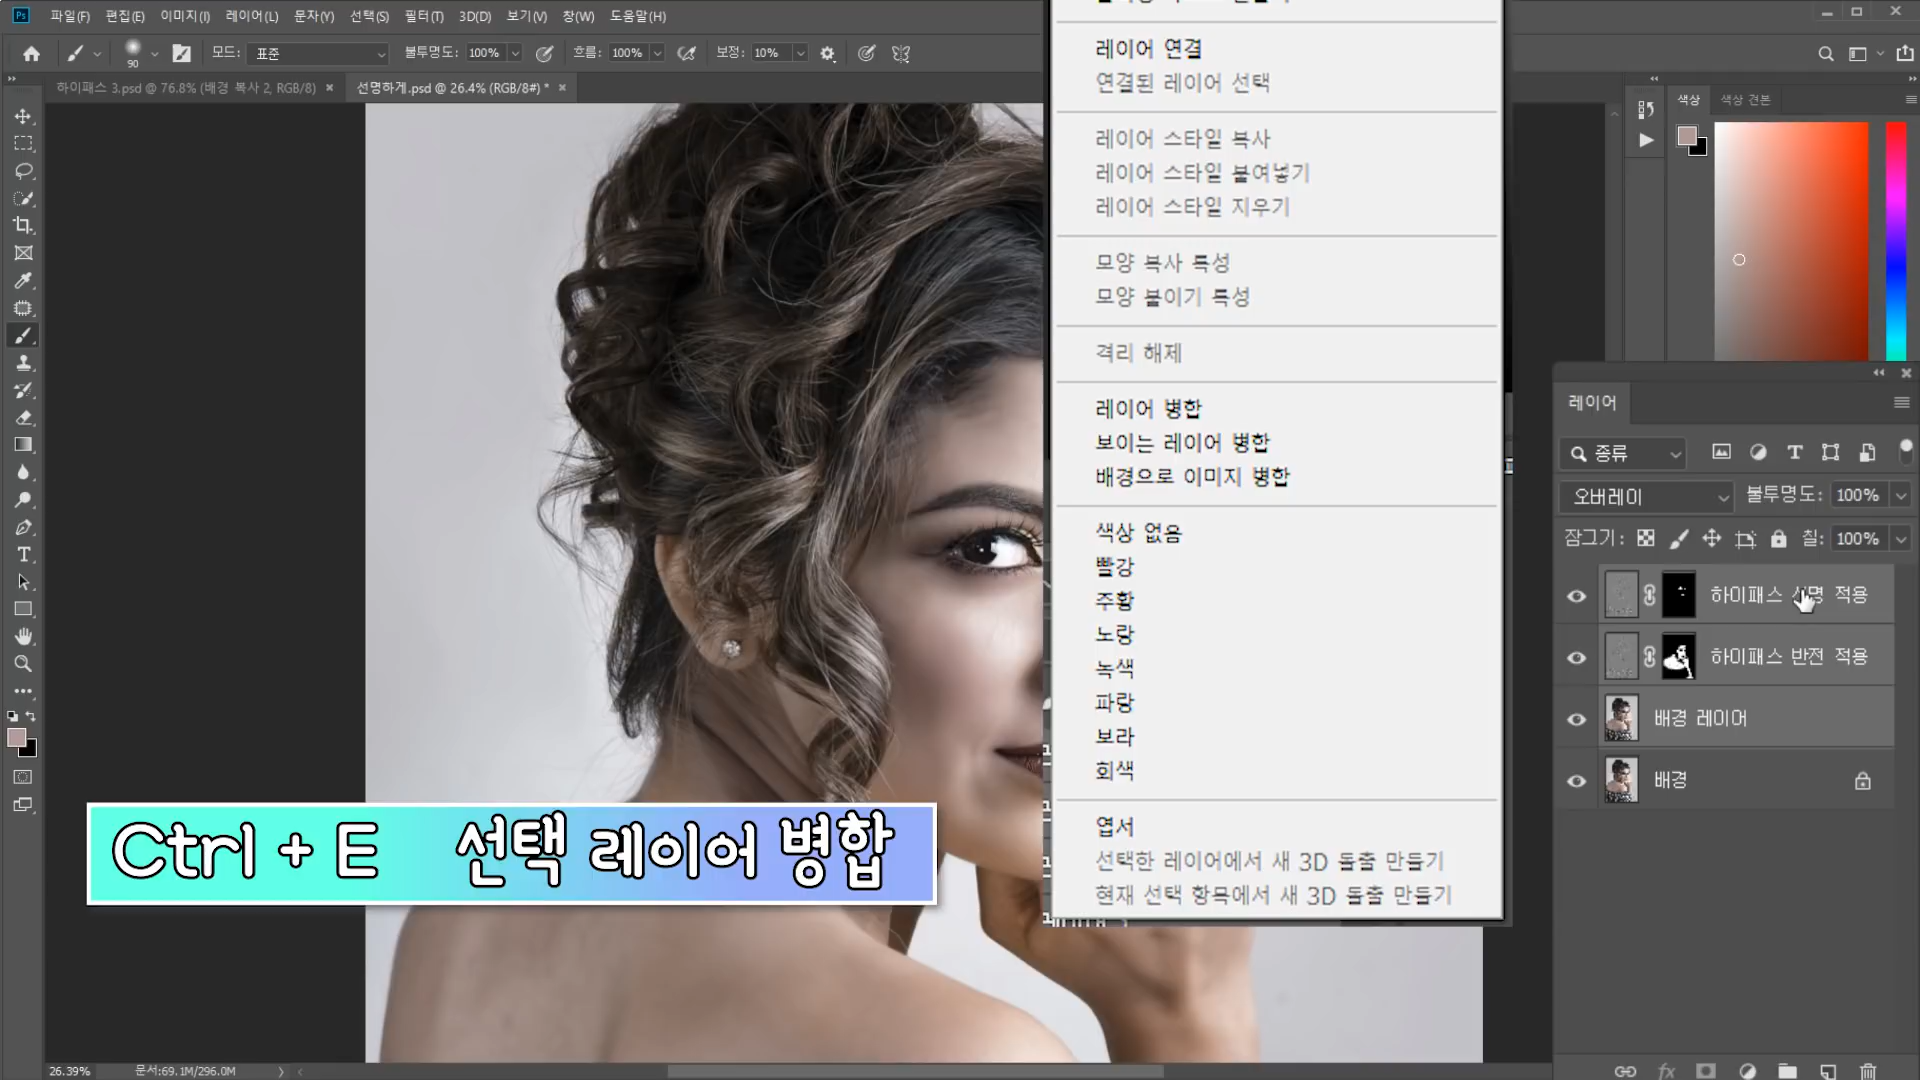 Ps 파일(F) 편집(E) 이미지(I) 레이어(L) 문자(Y) 선택(S) 필터(T) 3D(D) 보기(V) 창(W) 도움말(H)
90 모드: 표준 불투명도: 100% 흐름: 100% 보정: 10%
하이패스 3.psd @ 76.8% (배경 복사 2, RGB/8) × 선명하게.psd @ 26.4% (RGB/8#) * ×
레이어 연결
연결된 레이어 선택
레이어 스타일 복사
레이어 스타일 붙여넣기
레이어 스타일 지우기
모양 복사 특성
모양 붙이기 특성
격리 해제
레이어 병합
보이는 레이어 병합
배경으로 이미지 병합
색상 없음
빨강
주황
노랑
녹색
파랑
보라
회색
엽서
선택한 레이어에서 새 3D 돌출 만들기
현재 선택 항목에서 새 3D 돌출 만들기
색상 색상 견본
레이어
종류
오버레이 불투명도: 100%
잠그기: 칠: 100%
하이패스 선명 적용
하이패스 반전 적용
배경 레이어
배경
Ctrl + E 선택 레이어 병합
26.39% 문서:69.1M/296.0M
fx